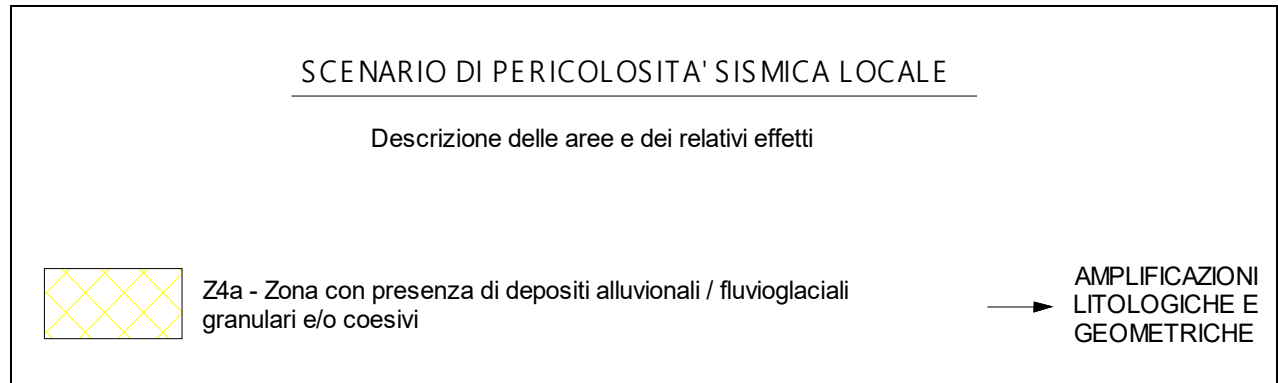 SCENARIO DI PERICOLOSITA' SISMICA LOCALE
Descrizione delle aree e dei relativi effetti
Z4a - Zona con presenza di depositi alluvionali / fluvioglaciali
granulari e/o coesivi
AMPLIFICAZIONI
LITOLOGICHE E
GEOMETRICHE